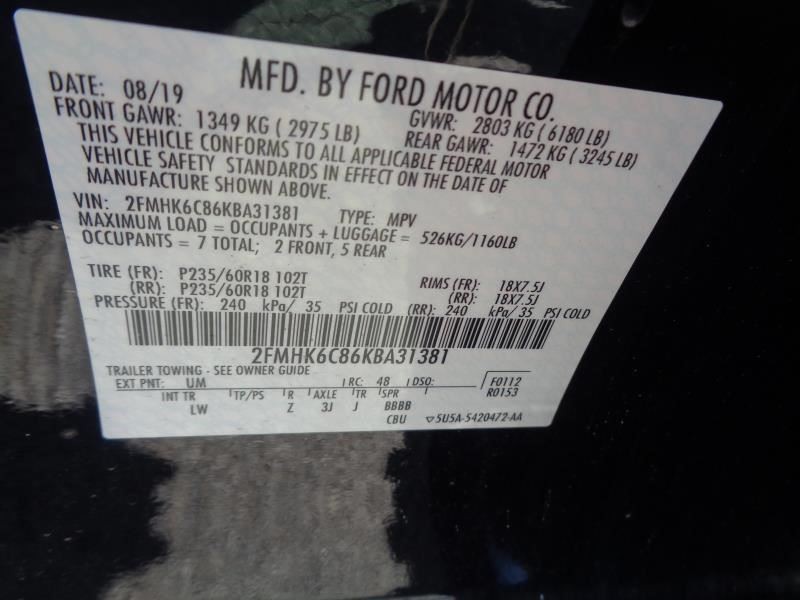 MFD. BY FORD MOTOR CO.
DATE: 08/19 GVWR: 2803 KG ( 6180 LB)
FRONT GAWR: 1349 KG ( 2975 LB) REAR GAWR: 1472 KG ( 3245 LB)
THIS VEHICLE CONFORMS TO ALL APPLICABLE FEDERAL MOTOR
VEHICLE SAFETY STANDARDS IN EFFECT ON THE DATE OF
MANUFACTURE SHOWN ABOVE.
VIN: 2FMHK6C86KBA31381 TYPE: MPV
MAXIMUM LOAD = OCCUPANTS + LUGGAGE = 526KG/1160LB
OCCUPANTS = 7 TOTAL; 2 FRONT, 5 REAR
TIRE (FR): P235/60R18 102T RIMS (FR): 18X7.5J
(RR): P235/60R18 102T (RR): 18X7.5J
PRESSURE (FR): 240 kPa/ 35 PSI COLD (RR): 240 kPa/ 35 PSI COLD
2FMHK6C86KBA31381
TRAILER TOWING - SEE OWNER GUIDE
EXT PNT: UM RC: 48 DSO: F0112
R0153
INT TR TP/PS R AXLE TR SPR
LW Z 3J J BBBB
CBU 5U5A-5420472-AA